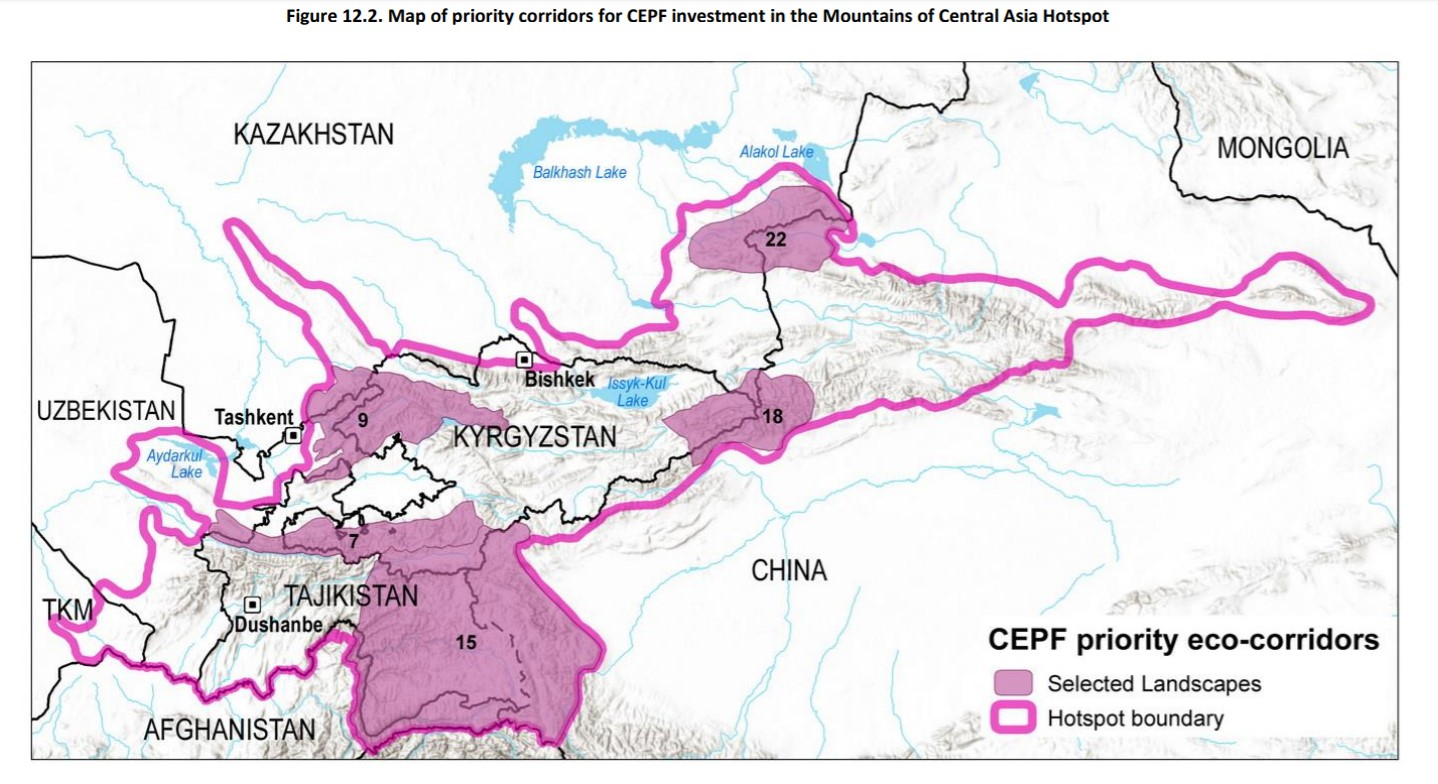 Figure 12.2. Map of priority corridors for CEPF investment in the Mountains of Central Asia Hotspot
KAZAKHSTAN
MONGOLIA
Alakol Lake
Balkhash Lake
22
Bishkek
Issyk-Kul
Lake
UZBEKISTAN
Tashkent
9
18
KYRGYZSTAN
Aydarkul
Lake
7
CHINA
TAJIKISTAN
TKM
Dushanbe
15
AFGHANISTAN
CEPF priority eco-corridors
Selected Landscapes
Hotspot boundary